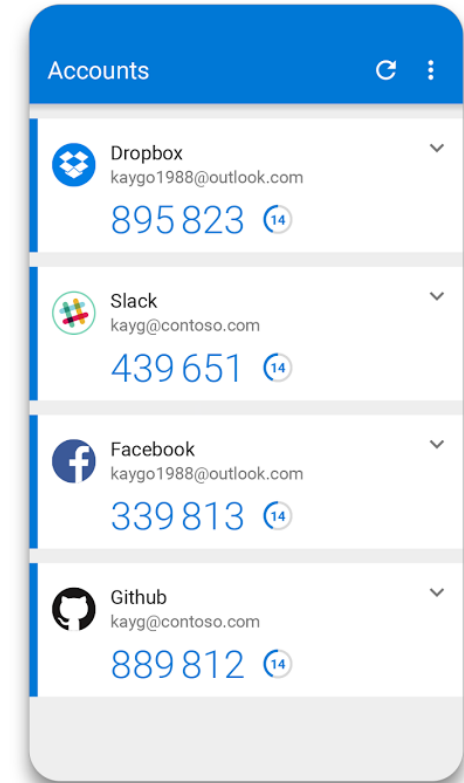 Accounts
Dropbox
kaygo1988@outlook.com
895 823 14
Slack
kayg@contoso.com
439 651 14
Facebook
kaygo1988@outlook.com
339 813 14
Github
kayg@contoso.com
889 812 14